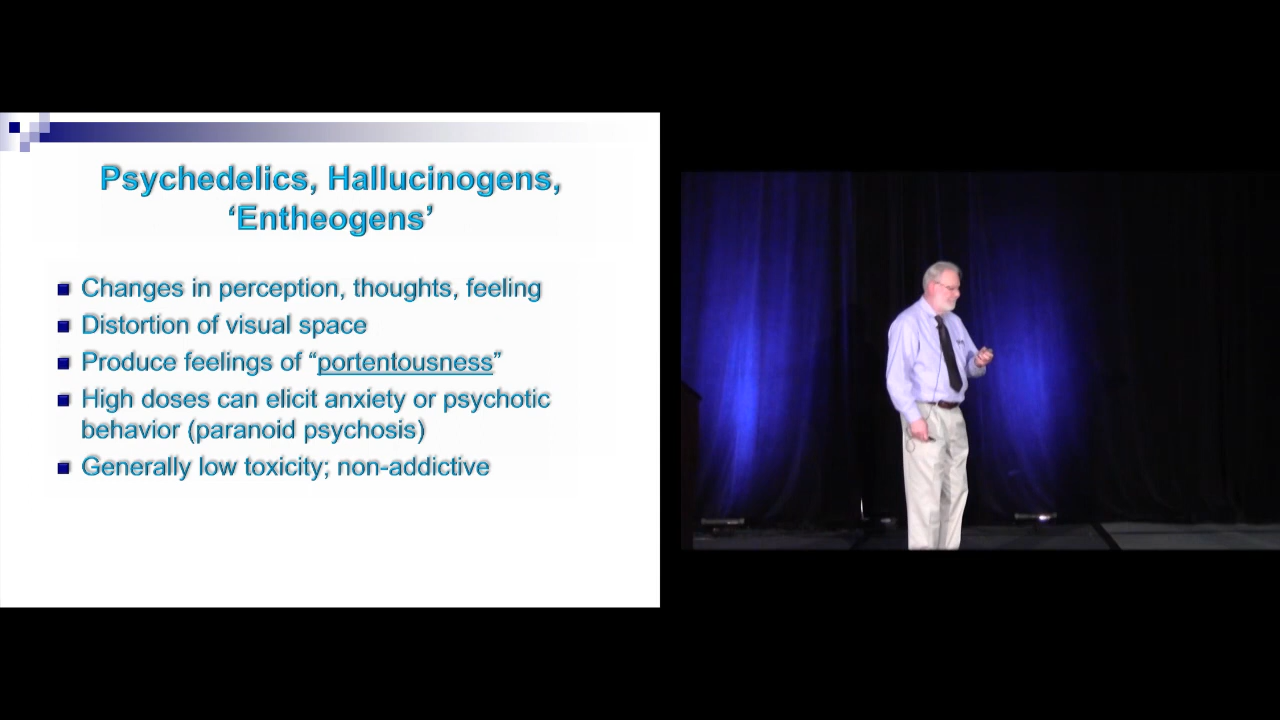 Psychedelics, Hallucinogens,
‘Entheogens’
Changes in perception, thoughts, feeling
Distortion of visual space
Produce feelings of “portentousness”
High doses can elicit anxiety or psychotic
behavior (paranoid psychosis)
Generally low toxicity; non-addictive